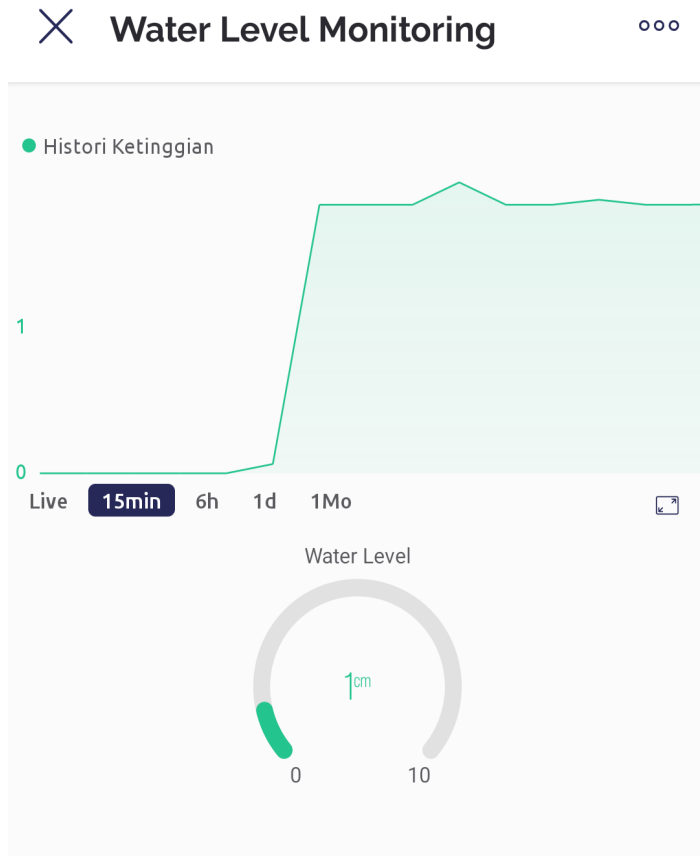 Water Level Monitoring
Histori Ketinggian
1
0
Live 15min 6h 1d 1Mo
Water Level
1cm
0 10